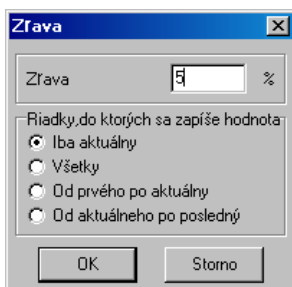 Zľava
Zľava 5 %
Riadky,do ktorých sa zapíše hodnota
Iba aktuálny
Všetky
Od prvého po aktuálny
Od aktuálneho po posledný
OK Storno